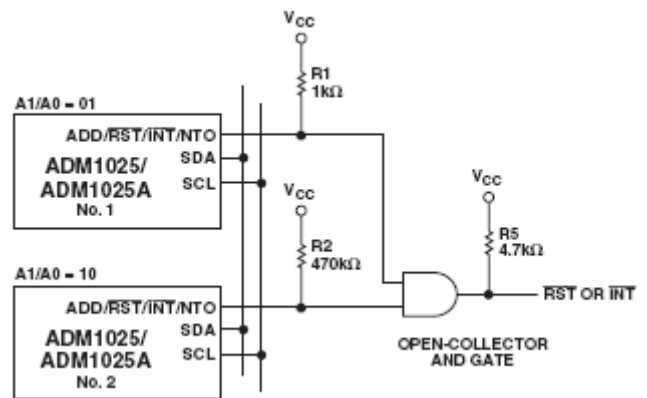 VCC
R1
1kΩ
A1/A0 = 01
ADD/RST/INT/NTO
SDA
SCL
ADM1025/
ADM1025A
No. 1
VCC
R2
470kΩ
VCC
R5
4.7kΩ
A1/A0 = 10
ADD/RST/INT/NTO
SDA
SCL
ADM1025/
ADM1025A
No. 2
RST OR INT
OPEN-COLLECTOR
AND GATE